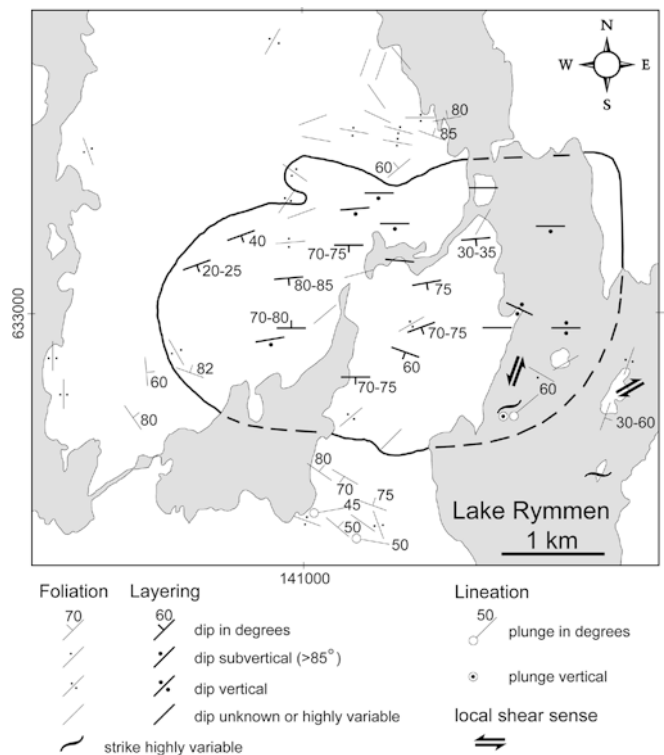 N
W E
S
80
85
60
40
20-25
70-75
30-35
80-85
75
633000
70-80
70-75
60
82
60
70-75
60
80
30-60
80
70
75
45
50
50
Lake Rymmen
1 km
141000
Foliation Layering Lineation
70 60 dip in degrees 50 plunge in degrees
dip subvertical (>85°)
dip vertical plunge vertical
dip unknown or highly variable local shear sense
strike highly variable